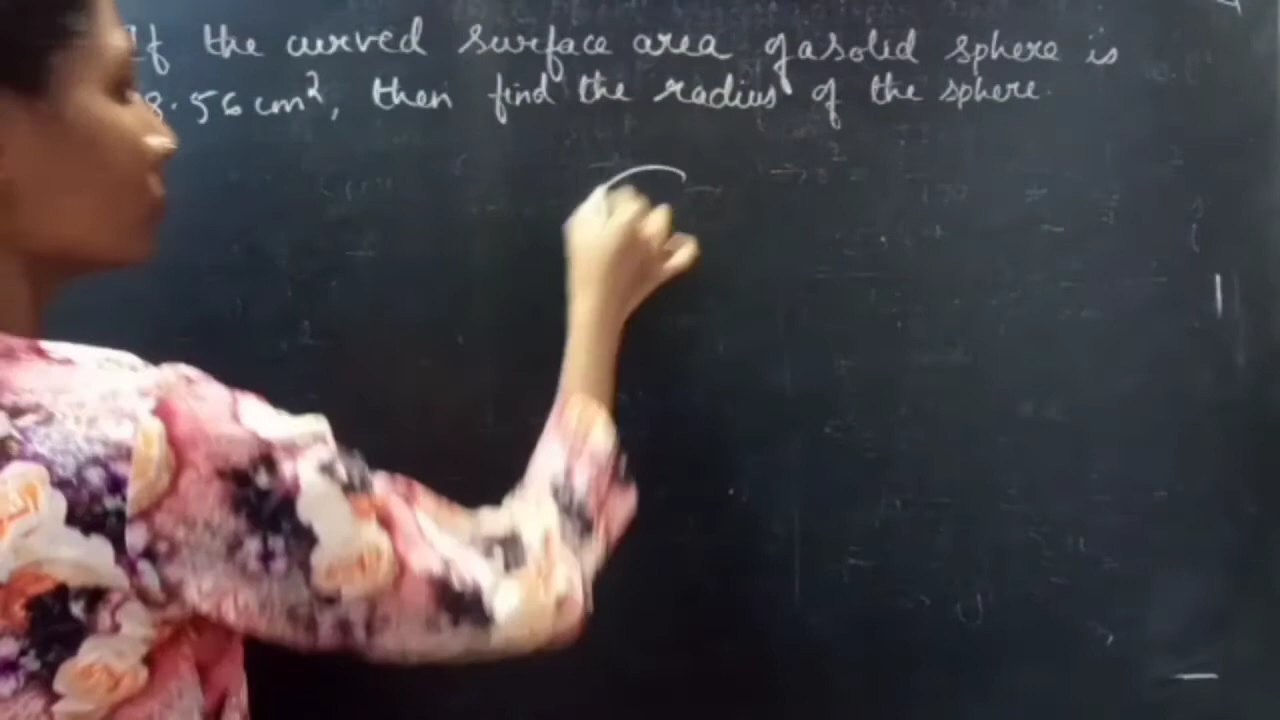 If the curved surface area of a solid sphere is
8.56 cm², then find the radius of the sphere.